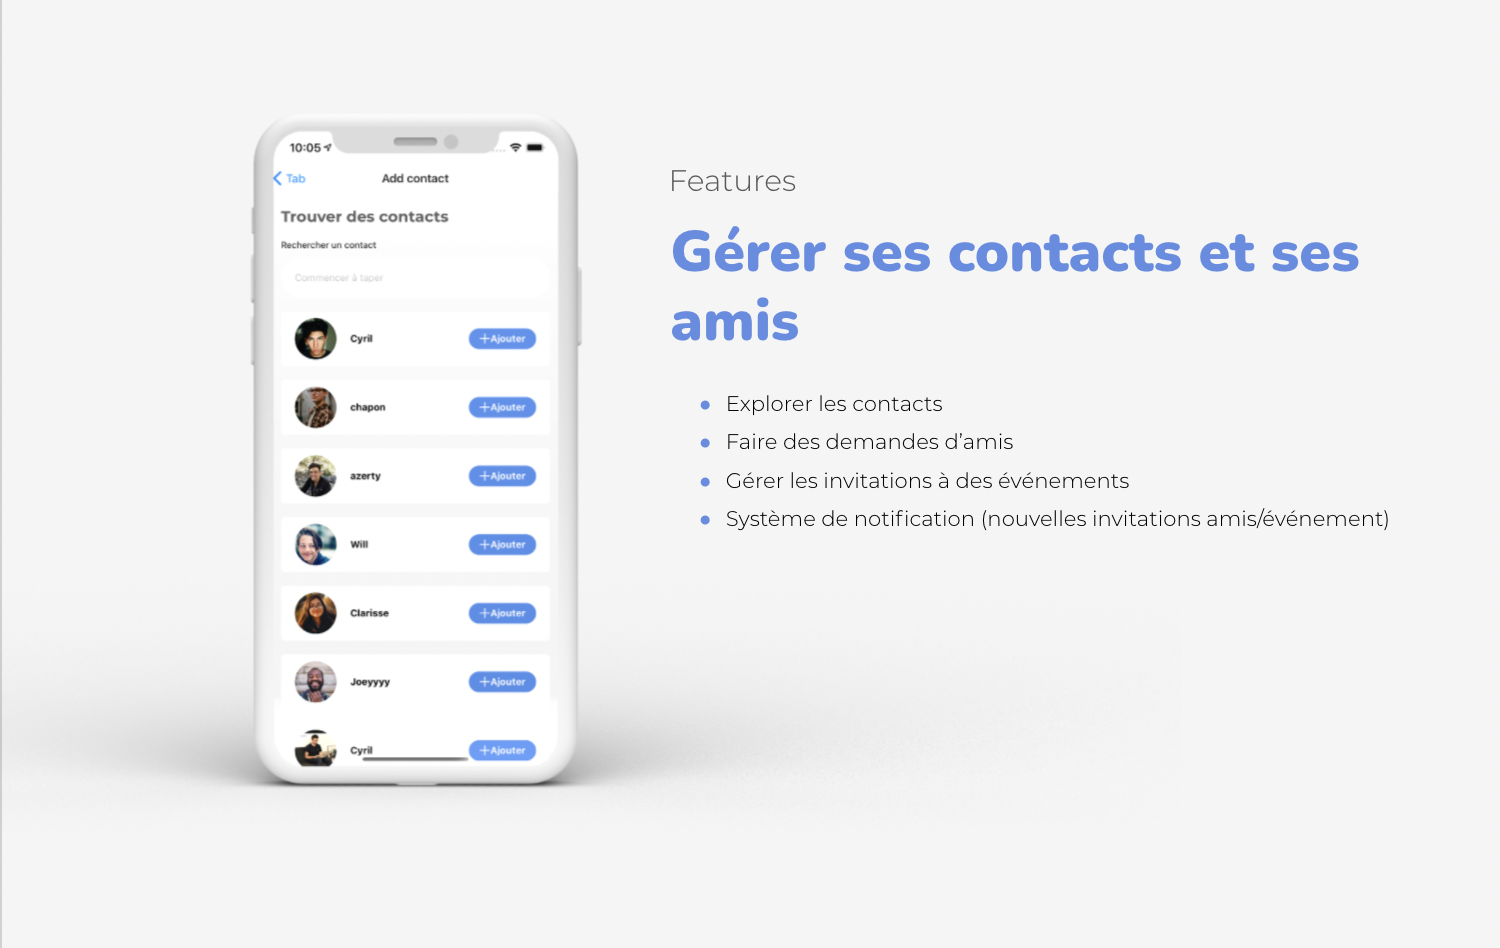 10:05
Tab
Add contact
Trouver des contacts
Rechercher un contact
Commencer à taper
Cyril
+Ajouter
chapon
+Ajouter
azerty
+Ajouter
Will
+Ajouter
Clarisse
+Ajouter
Joeyyyy
+Ajouter
Cyril
+Ajouter
Features
Gérer ses contacts et ses
amis
• Explorer les contacts
• Faire des demandes d’amis
• Gérer les invitations à des événements
• Système de notification (nouvelles invitations amis/événement)